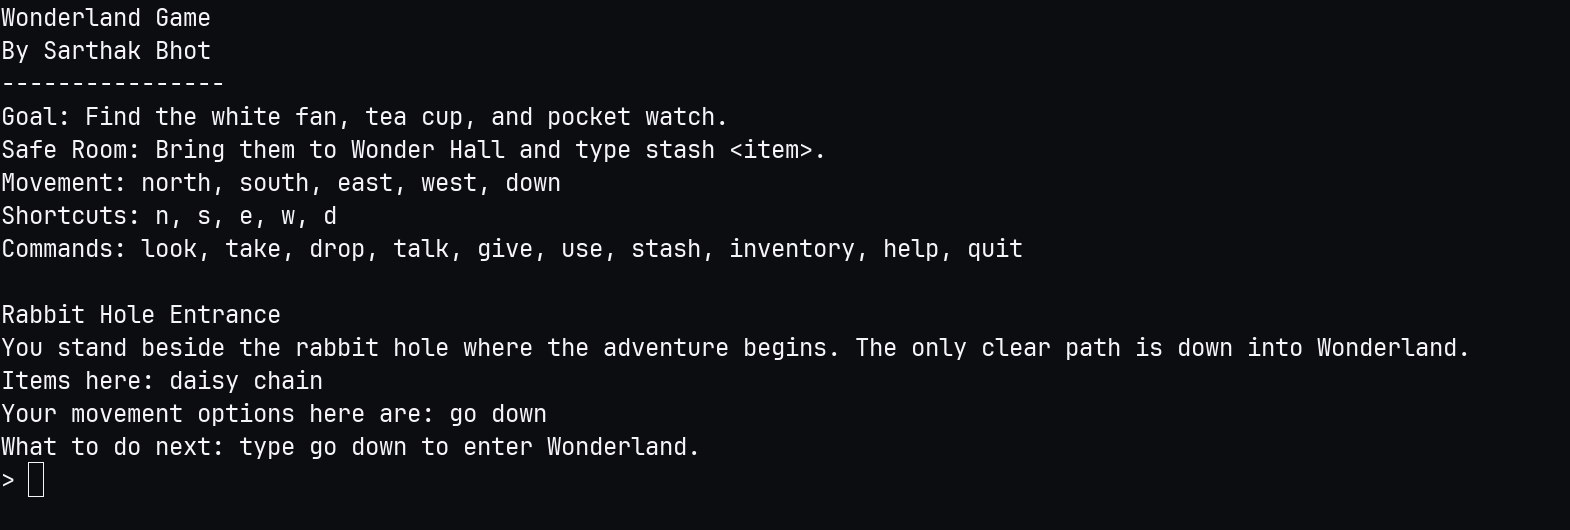 Wonderland Game
By Sarthak Bhot
----------------
Goal: Find the white fan, tea cup, and pocket watch.
Safe Room: Bring them to Wonder Hall and type stash <item>.
Movement: north, south, east, west, down
Shortcuts: n, s, e, w, d
Commands: look, take, drop, talk, give, use, stash, inventory, help, quit

Rabbit Hole Entrance
You stand beside the rabbit hole where the adventure begins. The only clear path is down into Wonderland.
Items here: daisy chain
Your movement options here are: go down
What to do next: type go down to enter Wonderland.
>